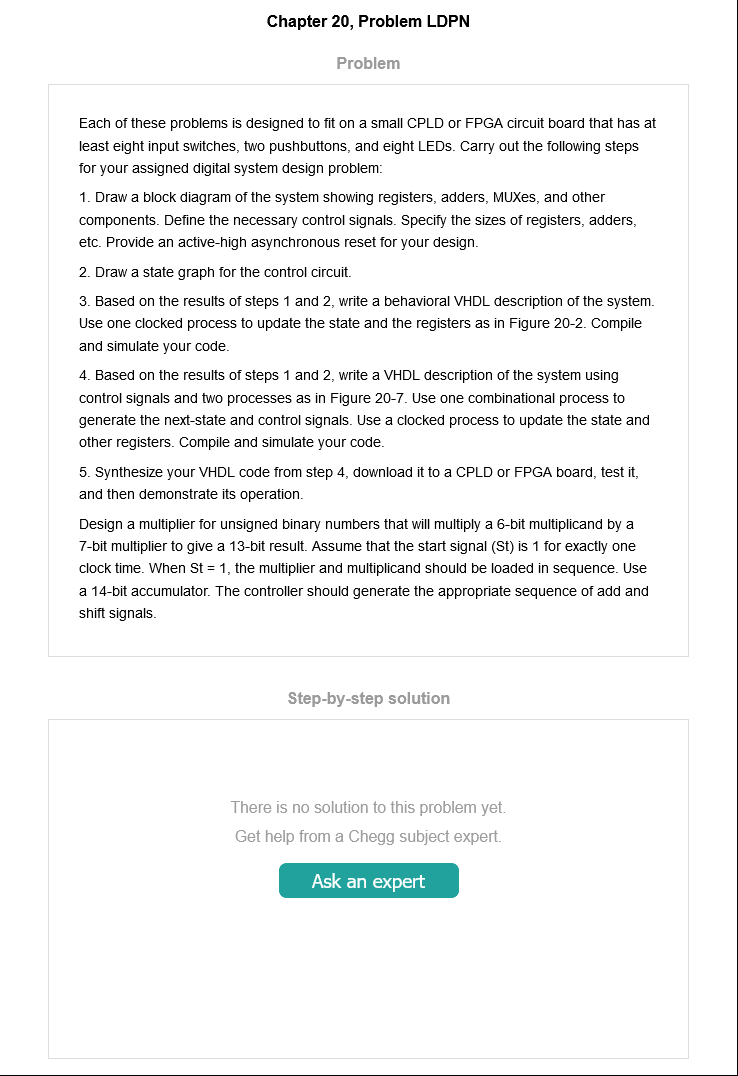 Chapter 20, Problem LDPN
Problem
Each of these problems is designed to fit on a small CPLD or FPGA circuit board that has at
least eight input switches, two pushbuttons, and eight LEDs. Carry out the following steps
for your assigned digital system design problem:
1. Draw a block diagram of the system showing registers, adders, MUXes, and other
components. Define the necessary control signals. Specify the sizes of registers, adders,
etc. Provide an active-high asynchronous reset for your design.
2. Draw a state graph for the control circuit.
3. Based on the results of steps 1 and 2, write a behavioral VHDL description of the system.
Use one clocked process to update the state and the registers as in Figure 20-2. Compile
and simulate your code.
4. Based on the results of steps 1 and 2, write a VHDL description of the system using
control signals and two processes as in Figure 20-7. Use one combinational process to
generate the next-state and control signals. Use a clocked process to update the state and
other registers. Compile and simulate your code.
5. Synthesize your VHDL code from step 4, download it to a CPLD or FPGA board, test it,
and then demonstrate its operation.
Design a multiplier for unsigned binary numbers that will multiply a 6-bit multiplicand by a
7-bit multiplier to give a 13-bit result. Assume that the start signal (St) is 1 for exactly one
clock time. When St = 1, the multiplier and multiplicand should be loaded in sequence. Use
a 14-bit accumulator. The controller should generate the appropriate sequence of add and
shift signals.
Step-by-step solution
There is no solution to this problem yet.
Get help from a Chegg subject expert.
Ask an expert